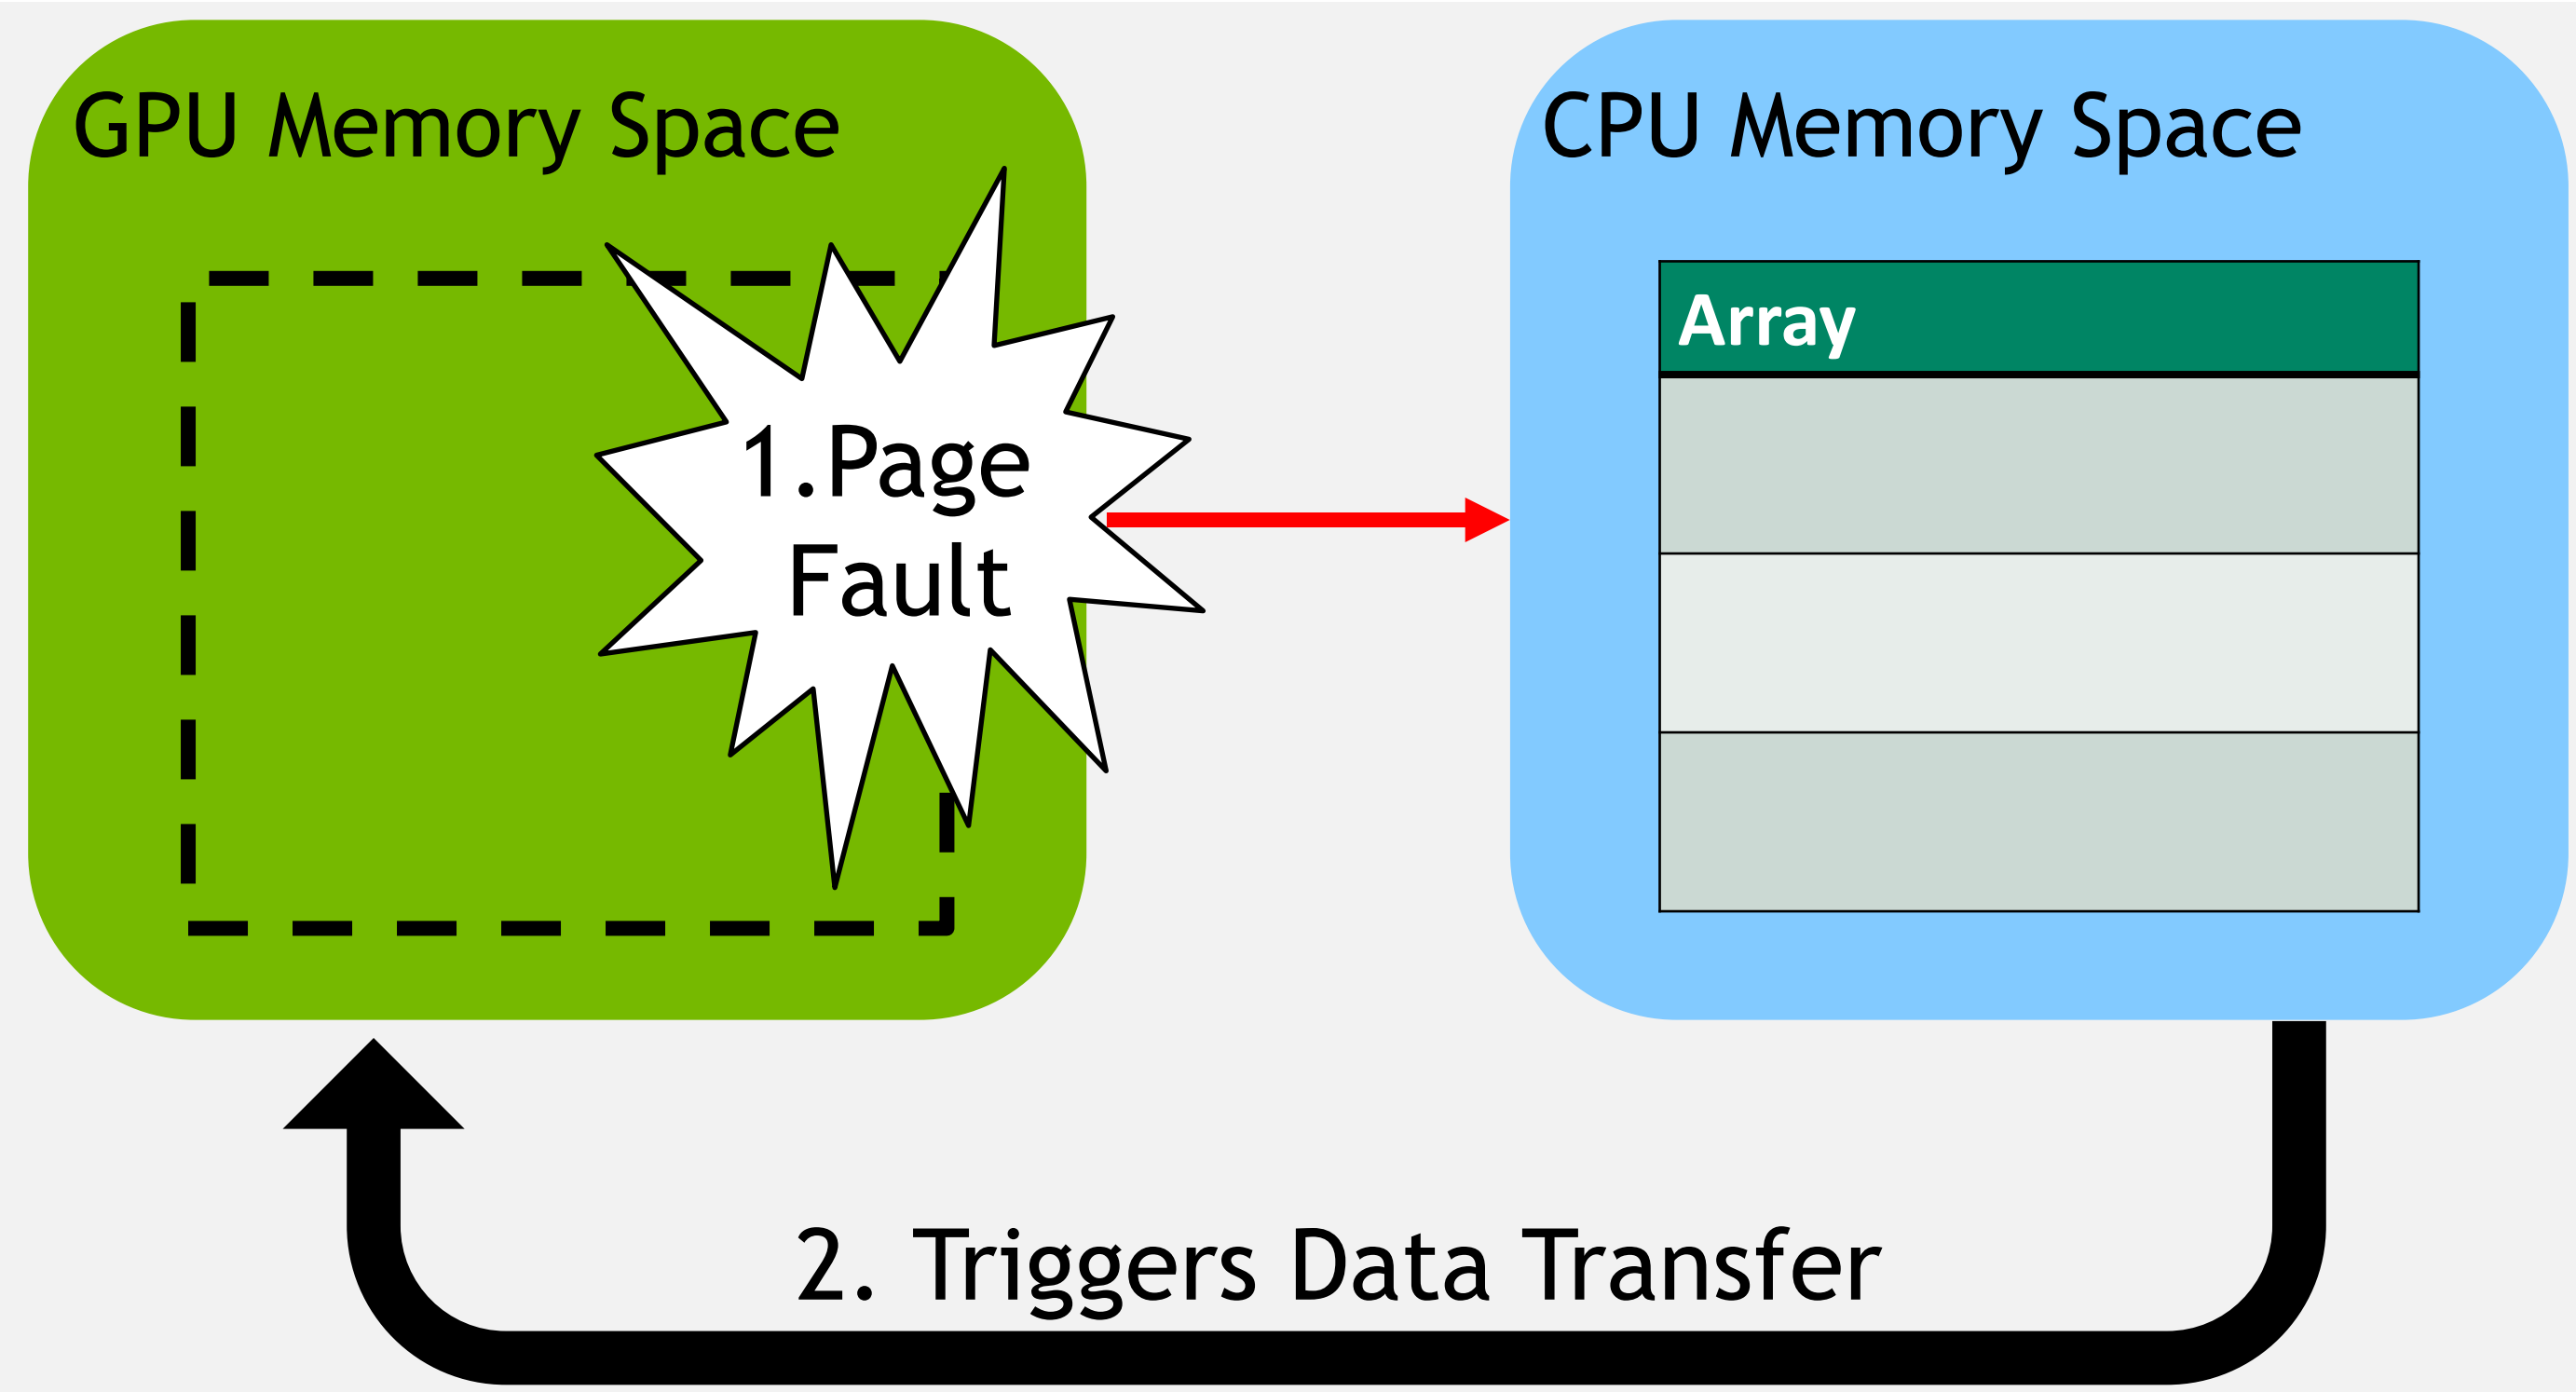 GPU Memory Space
CPU Memory Space
Array
1.Page
Fault
2. Triggers Data Transfer